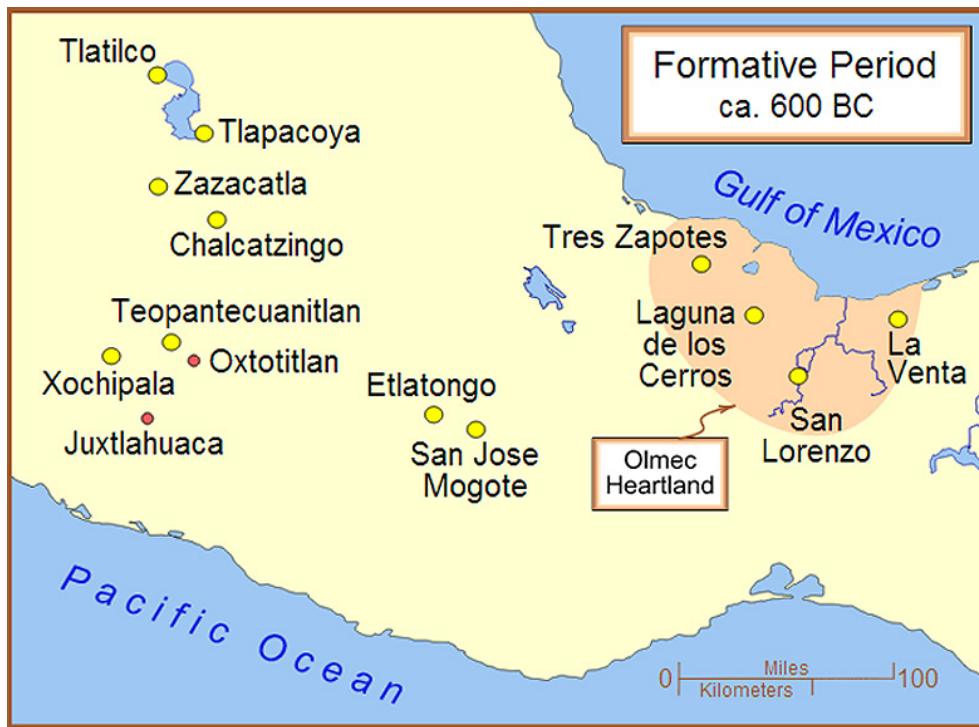 Tlatilco
Formative Period
ca. 600 BC
Tlapacoya
Zazacatla
Gulf of Mexico
Chalcatzingo
Tres Zapotes
Teopantecuanitlan
Laguna
de los
Cerros
La
Venta
Oxtotitlan
Xochipala
Etlatongo
Juxtlahuaca
San
Lorenzo
San Jose
Mogote
Olmec
Heartland
Pacific Ocean
Miles
0 100
Kilometers